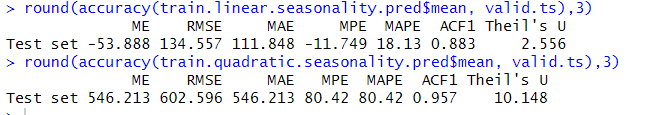 > round(accuracy(train.linear.seasonality.pred$mean, valid.ts),3)
ME RMSE MAE MPE MAPE ACF1 Theil's U
Test set -53.888 134.557 111.848 -11.749 18.13 0.883 2.556
> round(accuracy(train.quadratic.seasonality.pred$mean, valid.ts),3)
ME RMSE MAE MPE MAPE ACF1 Theil's U
Test set 546.213 602.596 546.213 80.42 80.42 0.957 10.148